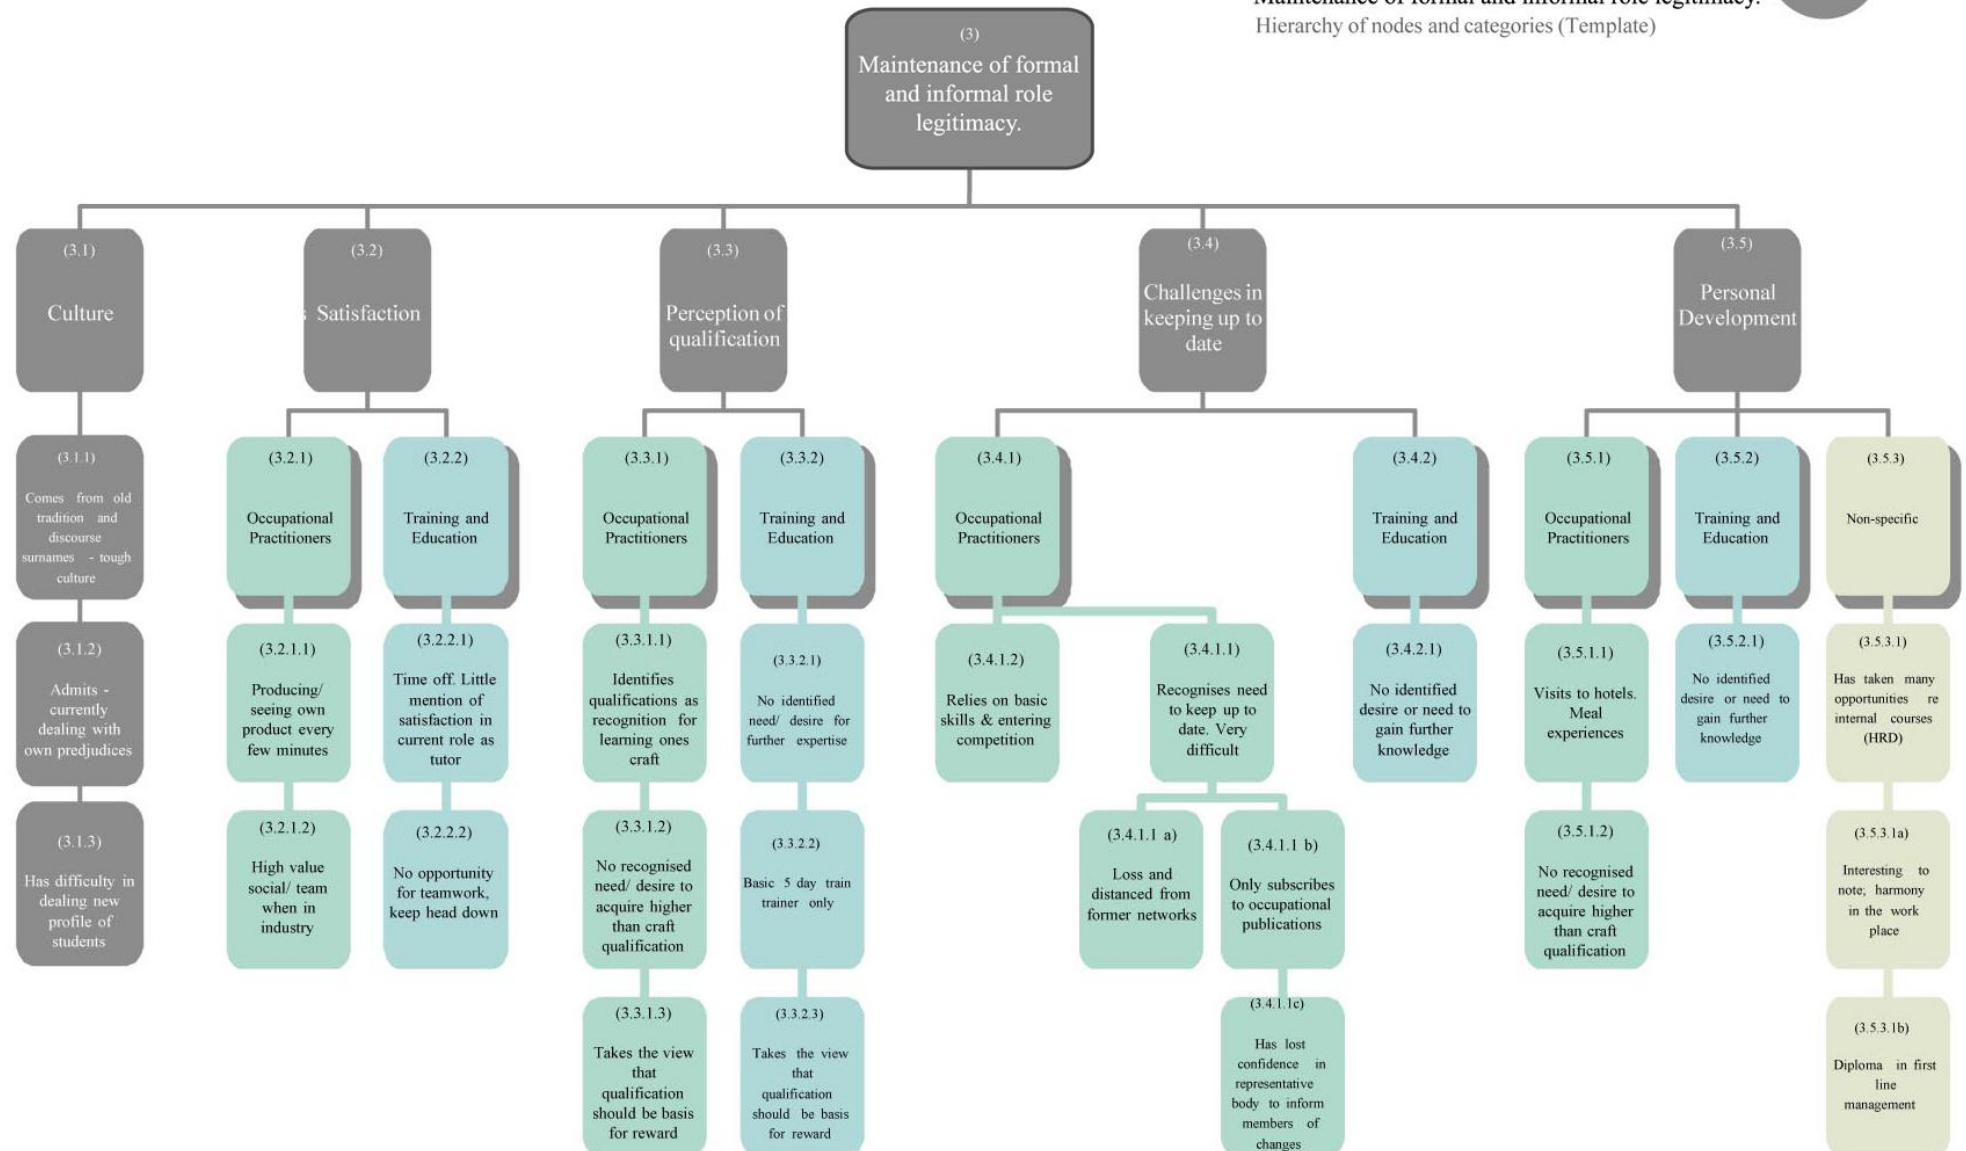 Maintenance of formal and informal role legitimacy.
Hierarchy of nodes and categories (Template)
(3)
Maintenance of formal
and informal role
legitimacy.
(3.1)
Culture
(3.2)
s Satisfaction
(3.3)
Perception of
qualification
(3.4)
Challenges in
keeping up to
date
(3.5)
Personal
Development
(3.1.1)
Comes from old
tradition and
discourse
surnames - tough
culture
(3.1.2)
Admits -
currently
dealing with
own predjudices
(3.1.3)
Has difficulty in
dealing new
profile of
students
(3.2.1)
Occupational
Practitioners
(3.2.1.1)
Producing/
seeing own
product every
few minutes
(3.2.1.2)
High value
social/ team
when in
industry
(3.2.2)
Training and
Education
(3.2.2.1)
Time off. Little
mention of
satisfaction in
current role as
tutor
(3.2.2.2)
No opportunity
for teamwork,
keep head down
(3.3.1)
Occupational
Practitioners
(3.3.1.1)
Identifies
qualifications as
recognition for
learning ones
craft
(3.3.1.2)
No recognised
need/ desire to
acquire higher
than craft
qualification
(3.3.1.3)
Takes the view
that
qualification
should be basis
for reward
(3.3.2)
Training and
Education
(3.3.2.1)
No identified
need/ desire for
further expertise
(3.3.2.2)
Basic 5 day train
trainer only
(3.3.2.3)
Takes the view
that
qualification
should be basis
for reward
(3.4.1)
Occupational
Practitioners
(3.4.1.2)
Relies on basic
skills & entering
competition
(3.4.1.1)
Recognises need
to keep up to
date. Very
difficult
(3.4.1.1 a)
Loss and
distanced from
former networks
(3.4.1.1 b)
Only subscribes
to occupational
publications
(3.4.1.1c)
Has lost
confidence in
representative
body to inform
members of
changes
(3.4.2)
Training and
Education
(3.4.2.1)
No identified
desire or need to
gain further
knowledge
(3.5.1)
Occupational
Practitioners
(3.5.1.1)
Visits to hotels.
Meal
experiences
(3.5.1.2)
No recognised
need/ desire to
acquire higher
than craft
qualification
(3.5.2)
Training and
Education
(3.5.2.1)
No identified
desire or need to
gain further
knowledge
(3.5.3)
Non-specific
(3.5.3.1)
Has taken many
opportunities re
internal courses
(HRD)
(3.5.3.1a)
Interesting to
note; harmony
in the work
place
(3.5.3.1b)
Diploma in first
line
management